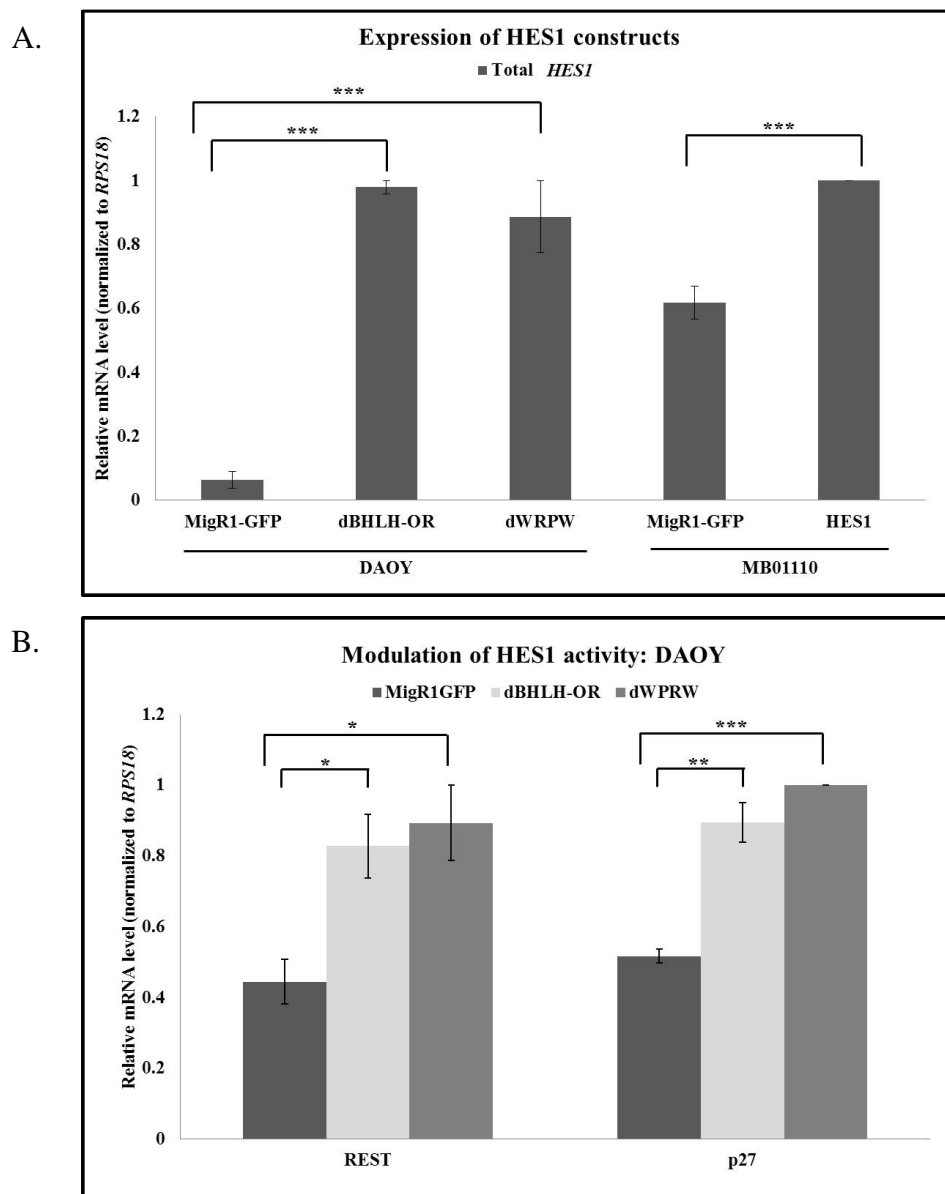 A.
Expression of HES1 constructs
Total HES1
***
***
***
Relative mRNA level (normalized to RPS18)
1.2
1
0.8
0.6
0.4
0.2
0
MigR1-GFP dBHLH-OR dWRPW MigR1-GFP HES1
DAOY MB01110
B.
Modulation of HES1 activity: DAOY
MigR1GFP dBHLH-OR dWPRW
*
*
***
**
Relative mRNA level (normalized to RPS18)
1.2
1
0.8
0.6
0.4
0.2
0
REST p27